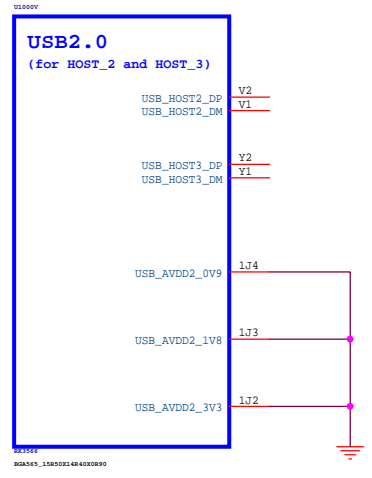 U1000V
USB2.0
(for HOST_2 and HOST_3)
USB_HOST2_DP V2
USB_HOST2_DM V1
USB_HOST3_DP Y2
USB_HOST3_DM Y1
USB_AVDD2_0V9 1J4
USB_AVDD2_1V8 1J3
USB_AVDD2_3V3 1J2
RK3566
BGA565_15R50X14R40X0R90